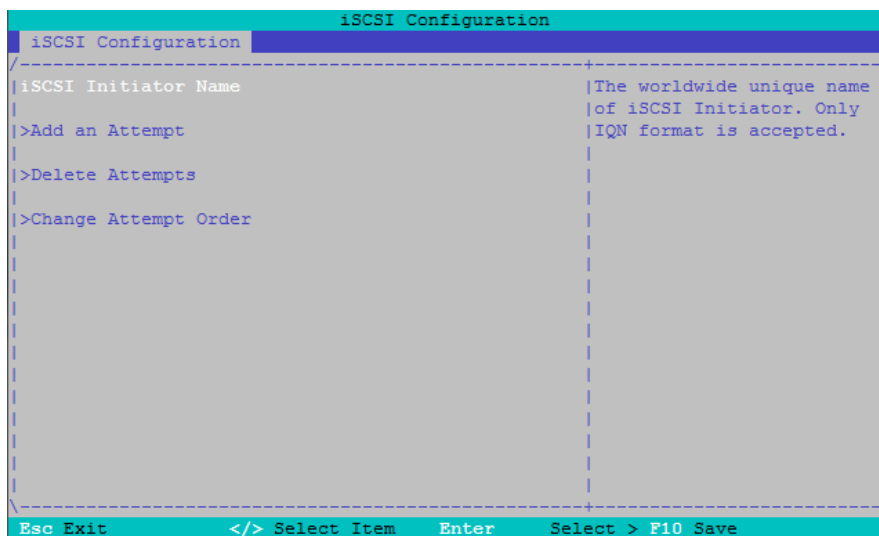 iSCSI Configuration
iSCSI Configuration
iSCSI Initiator Name
The worldwide unique name
of iSCSI Initiator. Only
>Add an Attempt
IQN format is accepted.
>Delete Attempts
>Change Attempt Order
Esc Exit </> Select Item Enter Select > F10 Save